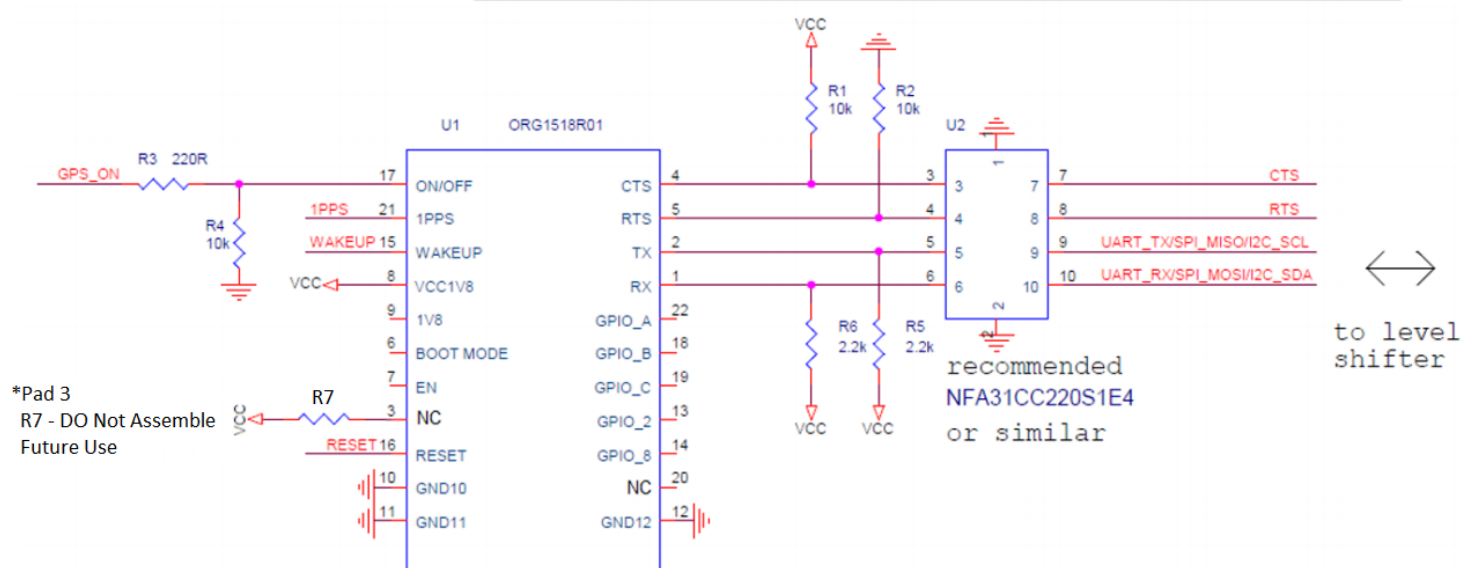 VCC
R1
10k
R2
10k
U1 ORG1518R01
U2
1
GPS_ON
R3 220R
17
ON/OFF
CTS
4
3
3
7
7
CTS
R4
10k
1PPS
21
1PPS
RTS
5
4
4
8
8
RTS
WAKEUP
15
WAKEUP
TX
2
5
5
9
9
UART_TX/SPI_MISO/I2C_SCL
VCC
8
VCC1V8
RX
1
6
6
10
10
UART_RX/SPI_MOSI/I2C_SDA
9
1V8
GPIO_A
22
2
2
R6
2.2k
R5
2.2k
to level
shifter
6
BOOT MODE
GPIO_B
18
recommended
7
EN
GPIO_C
19
NFA31CC220S1E4
or similar
*Pad 3
R7 - DO Not Assemble
Future Use
VCC
R7
3
NC
GPIO_2
13
VCC
VCC
RESET
16
RESET
GPIO_8
14
10
GND10
NC
20
11
GND11
GND12
12